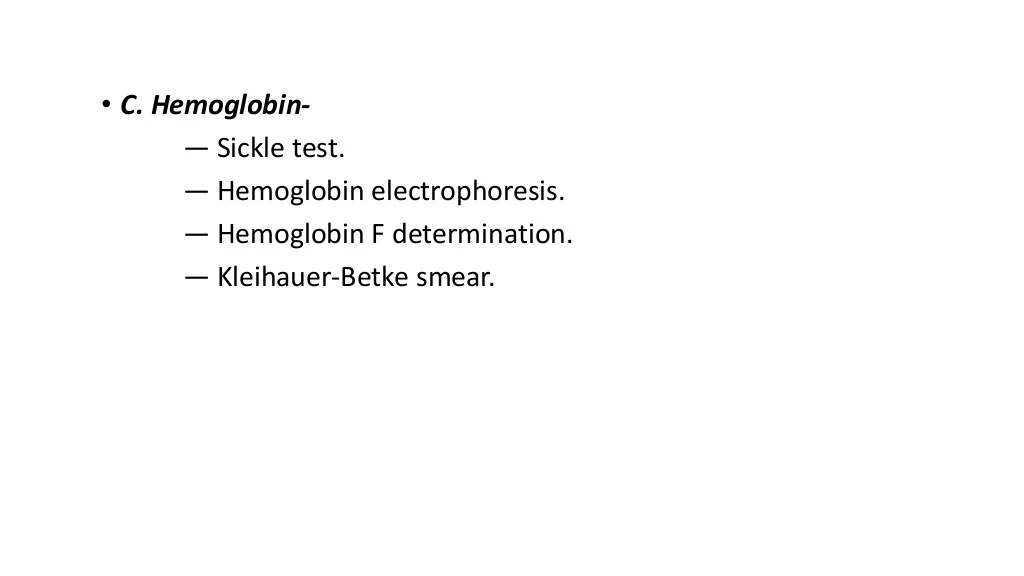 • C. Hemoglobin-
— Sickle test.
— Hemoglobin electrophoresis.
— Hemoglobin F determination.
— Kleihauer-Betke smear.